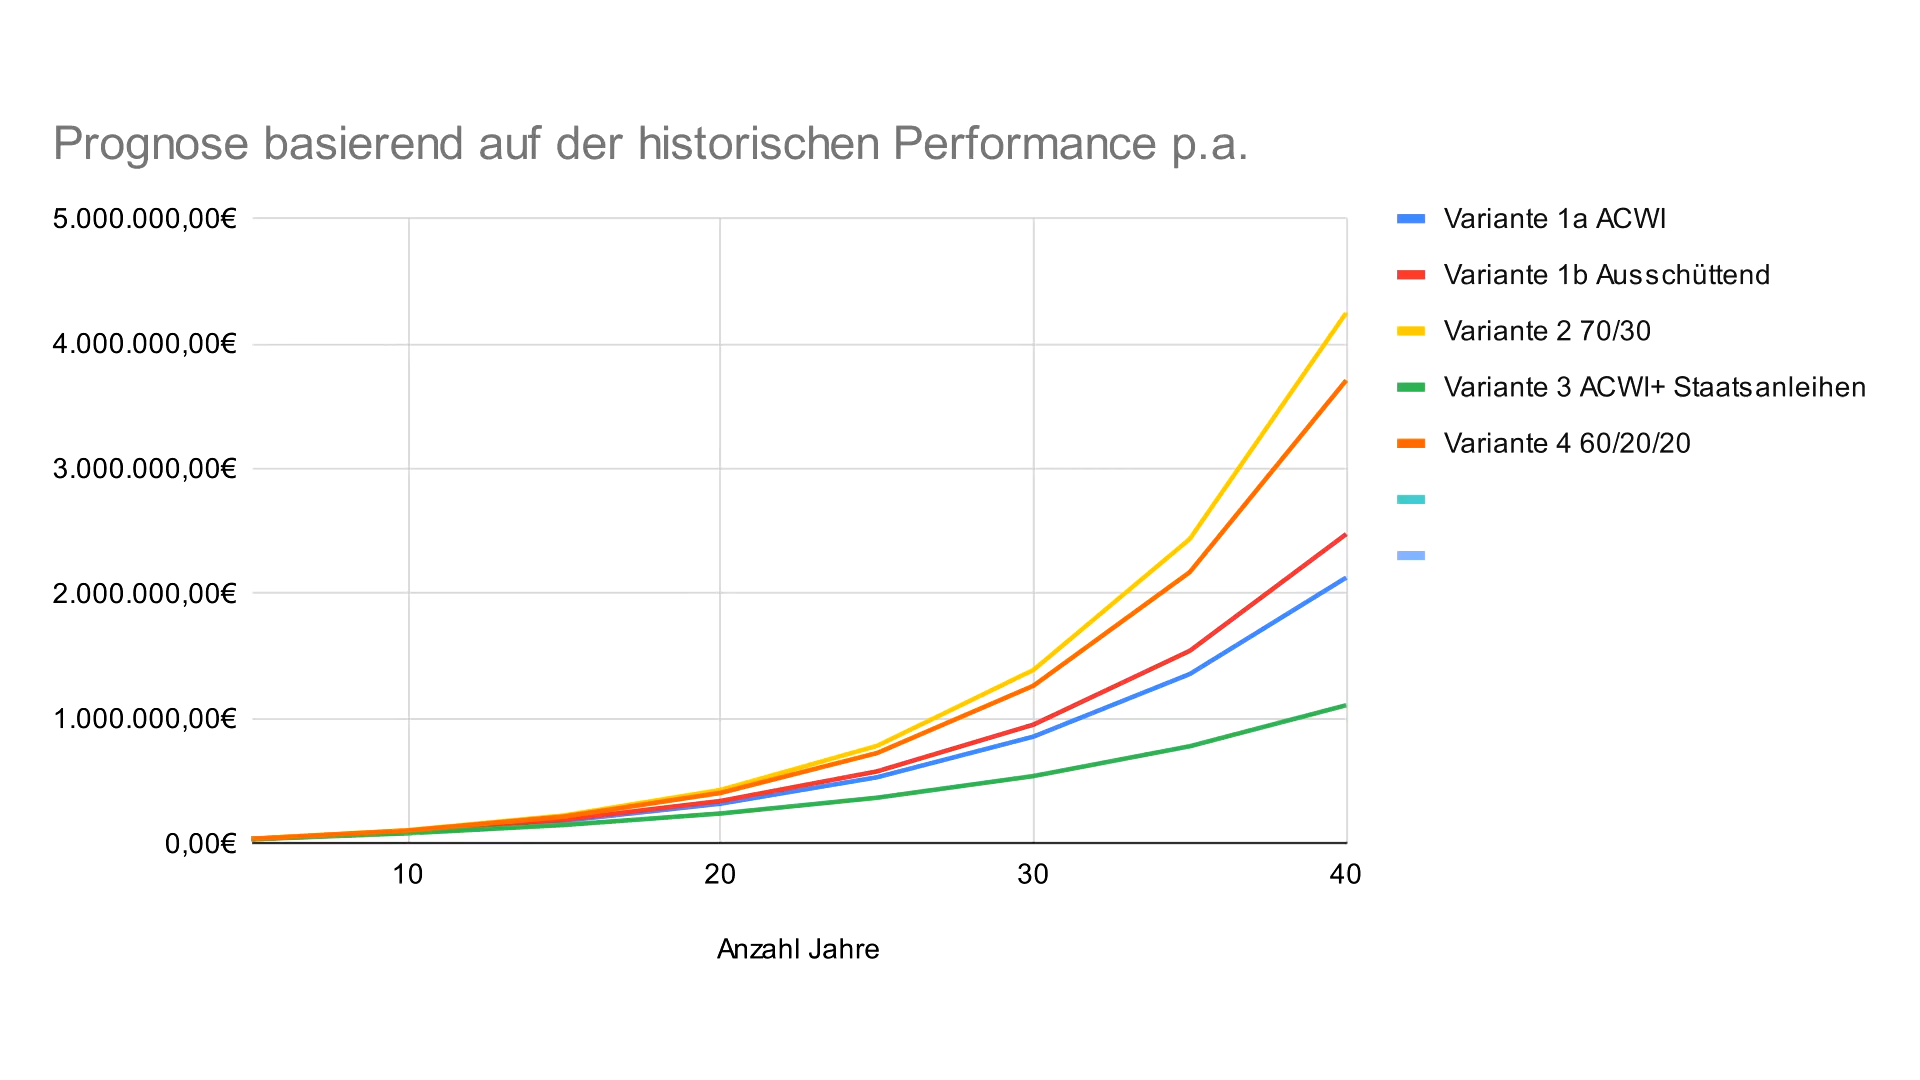 Prognose basierend auf der historischen Performance p.a.
5.000.000,00€
4.000.000,00€
3.000.000,00€
2.000.000,00€
1.000.000,00€
0,00€
10
20
30
40
Anzahl Jahre
Variante 1a ACWI
Variante 1b Ausschüttend
Variante 2 70/30
Variante 3 ACWI+ Staatsanleihen
Variante 4 60/20/20